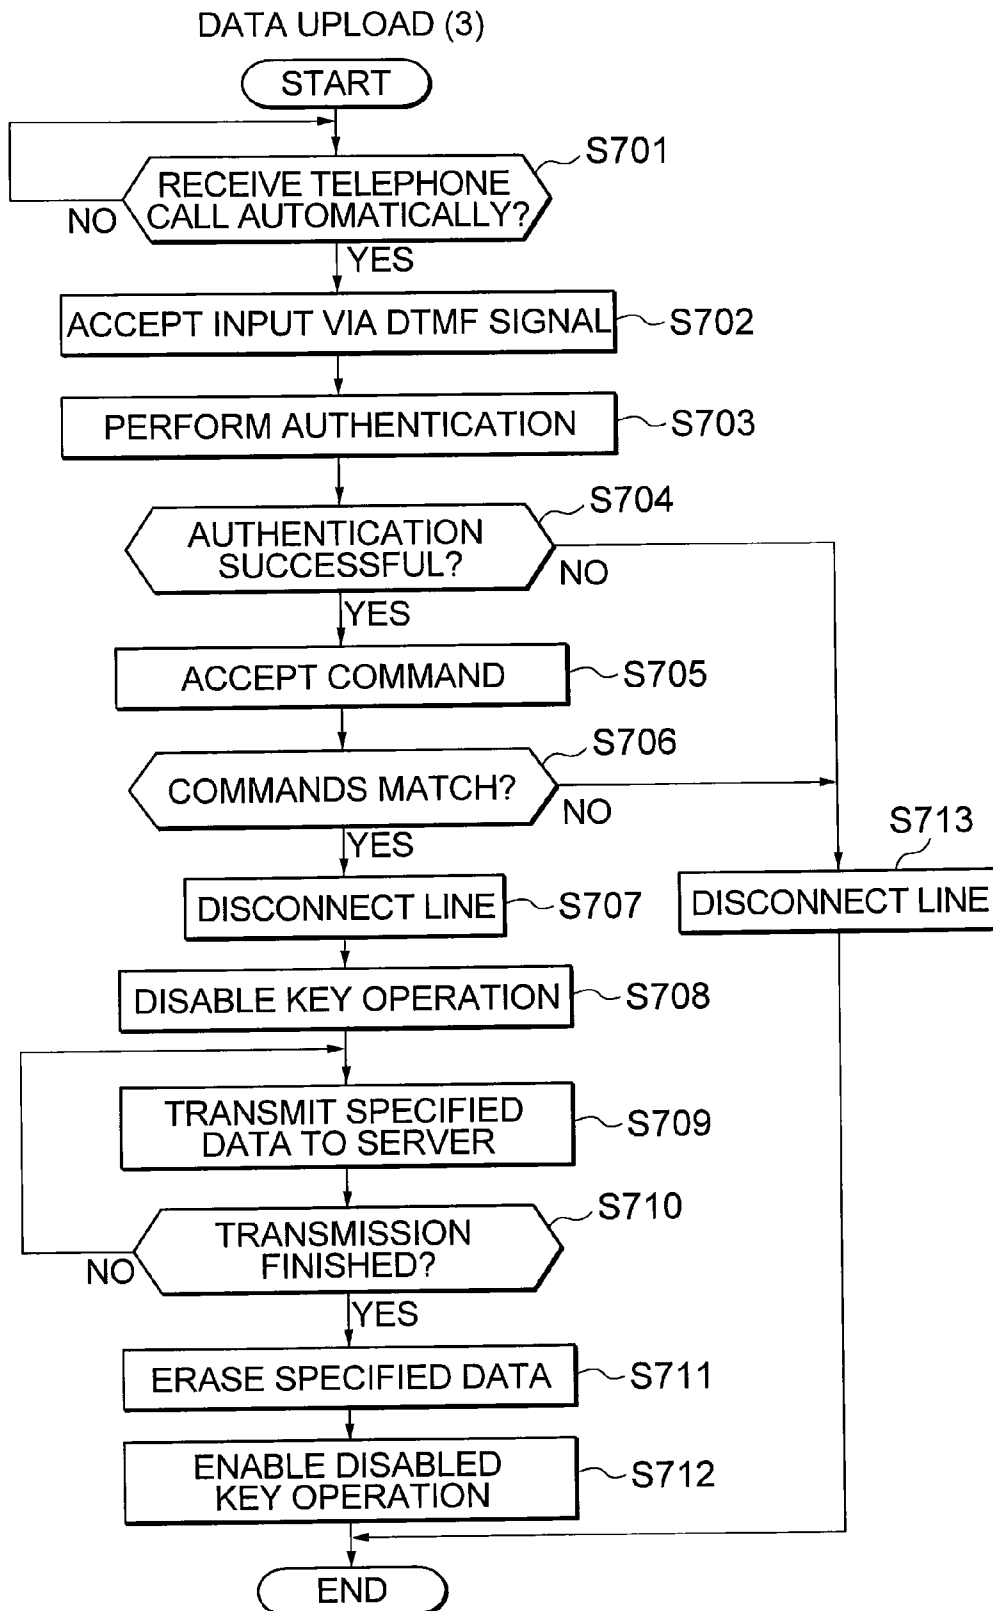 DATA UPLOAD (3)
START
S701
RECEIVE TELEPHONE
CALL AUTOMATICALLY?
NO
YES
ACCEPT INPUT VIA DTMF SIGNAL
S702
PERFORM AUTHENTICATION
S703
S704
AUTHENTICATION
SUCCESSFUL?
NO
YES
ACCEPT COMMAND
S705
S706
COMMANDS MATCH?
NO
YES
S713
DISCONNECT LINE
S707
DISCONNECT LINE
DISABLE KEY OPERATION
S708
TRANSMIT SPECIFIED
DATA TO SERVER
S709
S710
TRANSMISSION
FINISHED?
NO
YES
ERASE SPECIFIED DATA
S711
ENABLE DISABLED
KEY OPERATION
S712
END